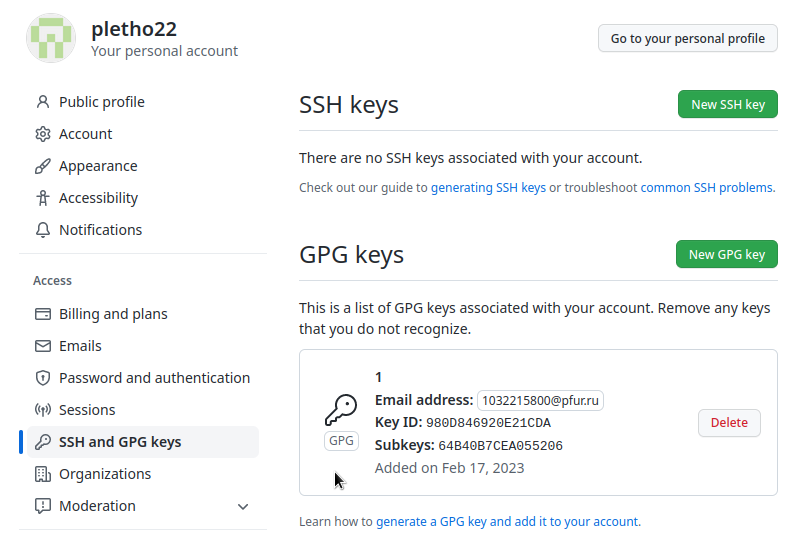 pletho22
Your personal account
Go to your personal profile
Public profile
Account
Appearance
Accessibility
Notifications
Access
Billing and plans
Emails
Password and authentication
Sessions
SSH and GPG keys
Organizations
Moderation
SSH keys
New SSH key
There are no SSH keys associated with your account.
Check out our guide to generating SSH keys or troubleshoot common SSH problems.
GPG keys
New GPG key
This is a list of GPG keys associated with your account. Remove any keys
that you do not recognize.
1
Email address: 1032215800@pfur.ru
Key ID: 980D846920E21CDA
GPG
Subkeys: 64B40B7CEA055206
Added on Feb 17, 2023
Delete
Learn how to generate a GPG key and add it to your account.